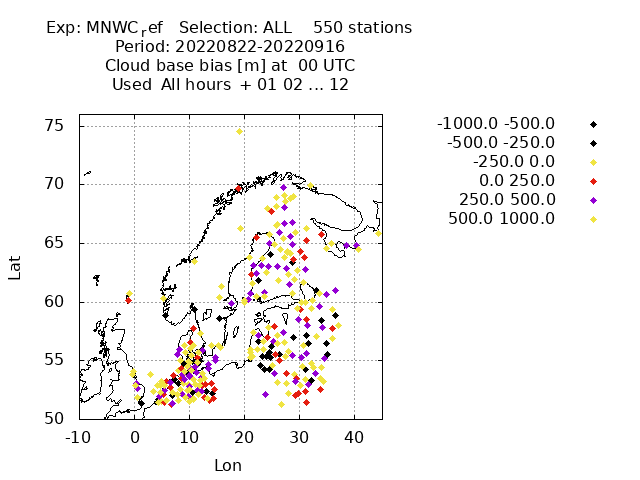 Exp: MNWC_ref Selection: ALL 550 stations
Period: 20220822-20220916
Cloud base bias [m] at 00 UTC
Used All hours + 01 02 ... 12
-1000.0 -500.0
-500.0 -250.0
-250.0 0.0
0.0 250.0
250.0 500.0
500.0 1000.0
75
70
65
60
55
50
Lat
-10 0 10 20 30 40
Lon